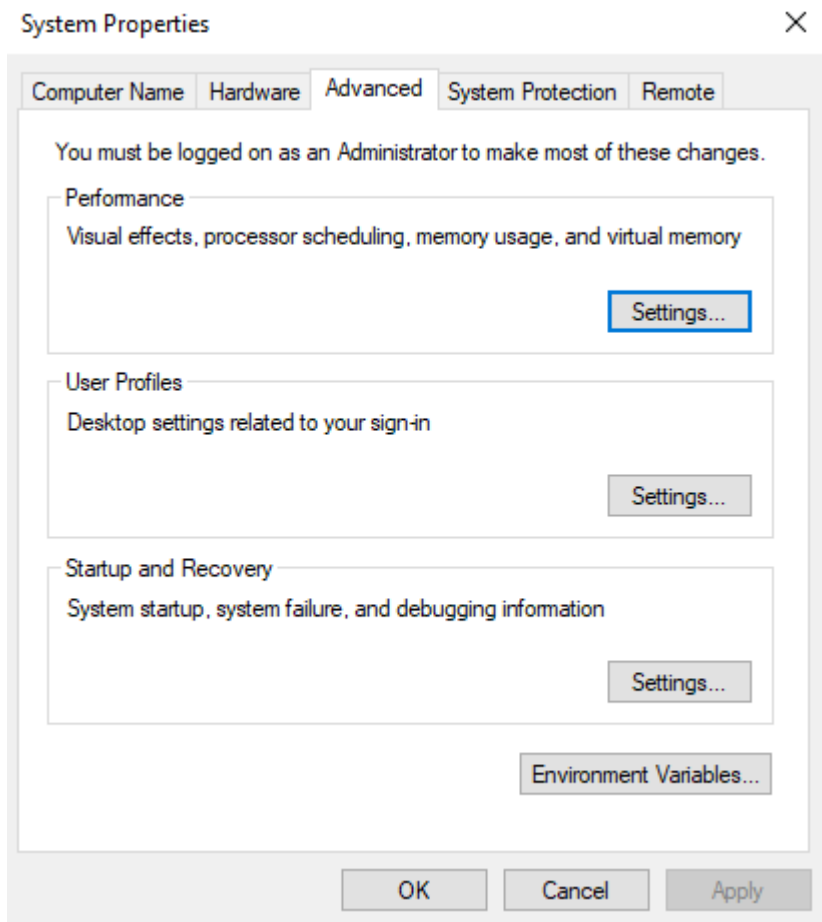 System Properties
Computer Name
Hardware
Advanced
System Protection
Remote
You must be logged on as an Administrator to make most of these changes.
Performance
Visual effects, processor scheduling, memory usage, and virtual memory
Settings...
User Profiles
Desktop settings related to your sign-in
Settings...
Startup and Recovery
System startup, system failure, and debugging information
Settings...
Environment Variables...
OK
Cancel
Apply